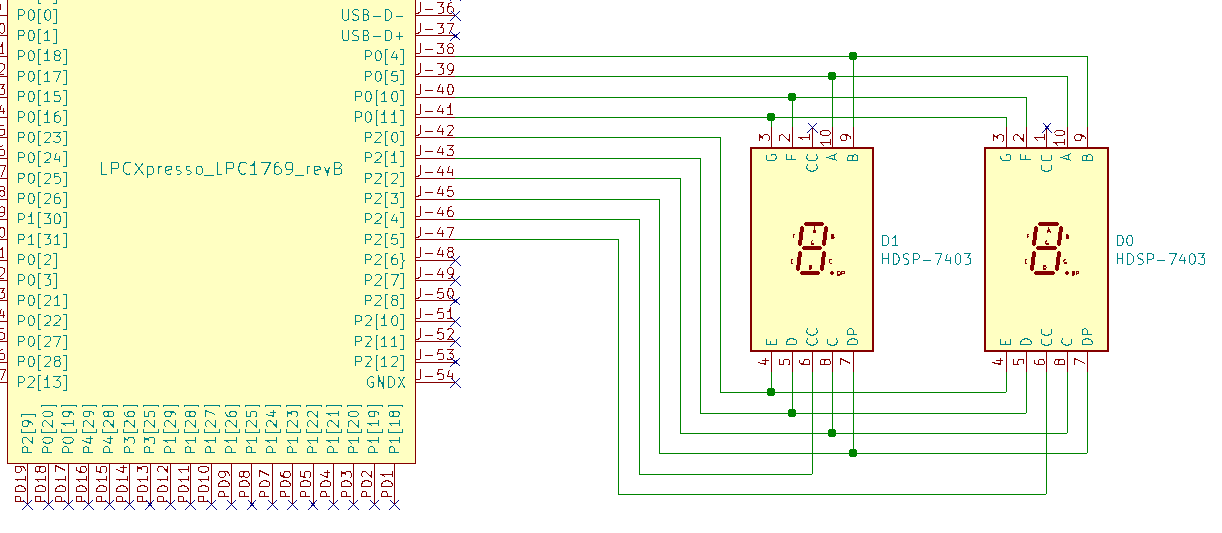 P0[0]
P0[1]
P0[18]
P0[17]
P0[15]
P0[16]
P0[23]
P0[24]
P0[25]
P0[26]
P1[30]
P1[31]
P0[2]
P0[3]
P0[21]
P0[22]
P0[27]
P0[28]
P2[13]
LPCXpresso_LPC1769_revB
USB-D- J-36
USB-D+ J-37
P0[4] J-38
P0[5] J-39
P0[10] J-40
P0[11] J-41
P2[0] J-42
P2[1] J-43
P2[2] J-44
P2[3] J-45
P2[4] J-46
P2[5] J-47
P2[6} J-48
P2[7] J-49
P2[8] J-50
P2[10] J-51
P2[11] J-52
P2[12] J-53
GNDX J-54
P2[9] PD19
P0[20] PD18
P0[19] PD17
P4[29] PD16
P4[28] PD15
P3[26] PD14
P3[25] PD13
P1[29] PD12
P1[28] PD11
P1[27] PD10
P1[26] PD9
P1[25] PD8
P1[24] PD7
P1[23] PD6
P1[22] PD5
P1[21] PD4
P1[20] PD3
P1[19] PD2
P1[18] PD1
3 2 1 10 9
G F CC A B
D1
HDSP-7403
E D CC C DP
4 5 6 8 7
3 2 1 10 9
G F CC A B
D0
HDSP-7403
E D CC C DP
4 5 6 8 7